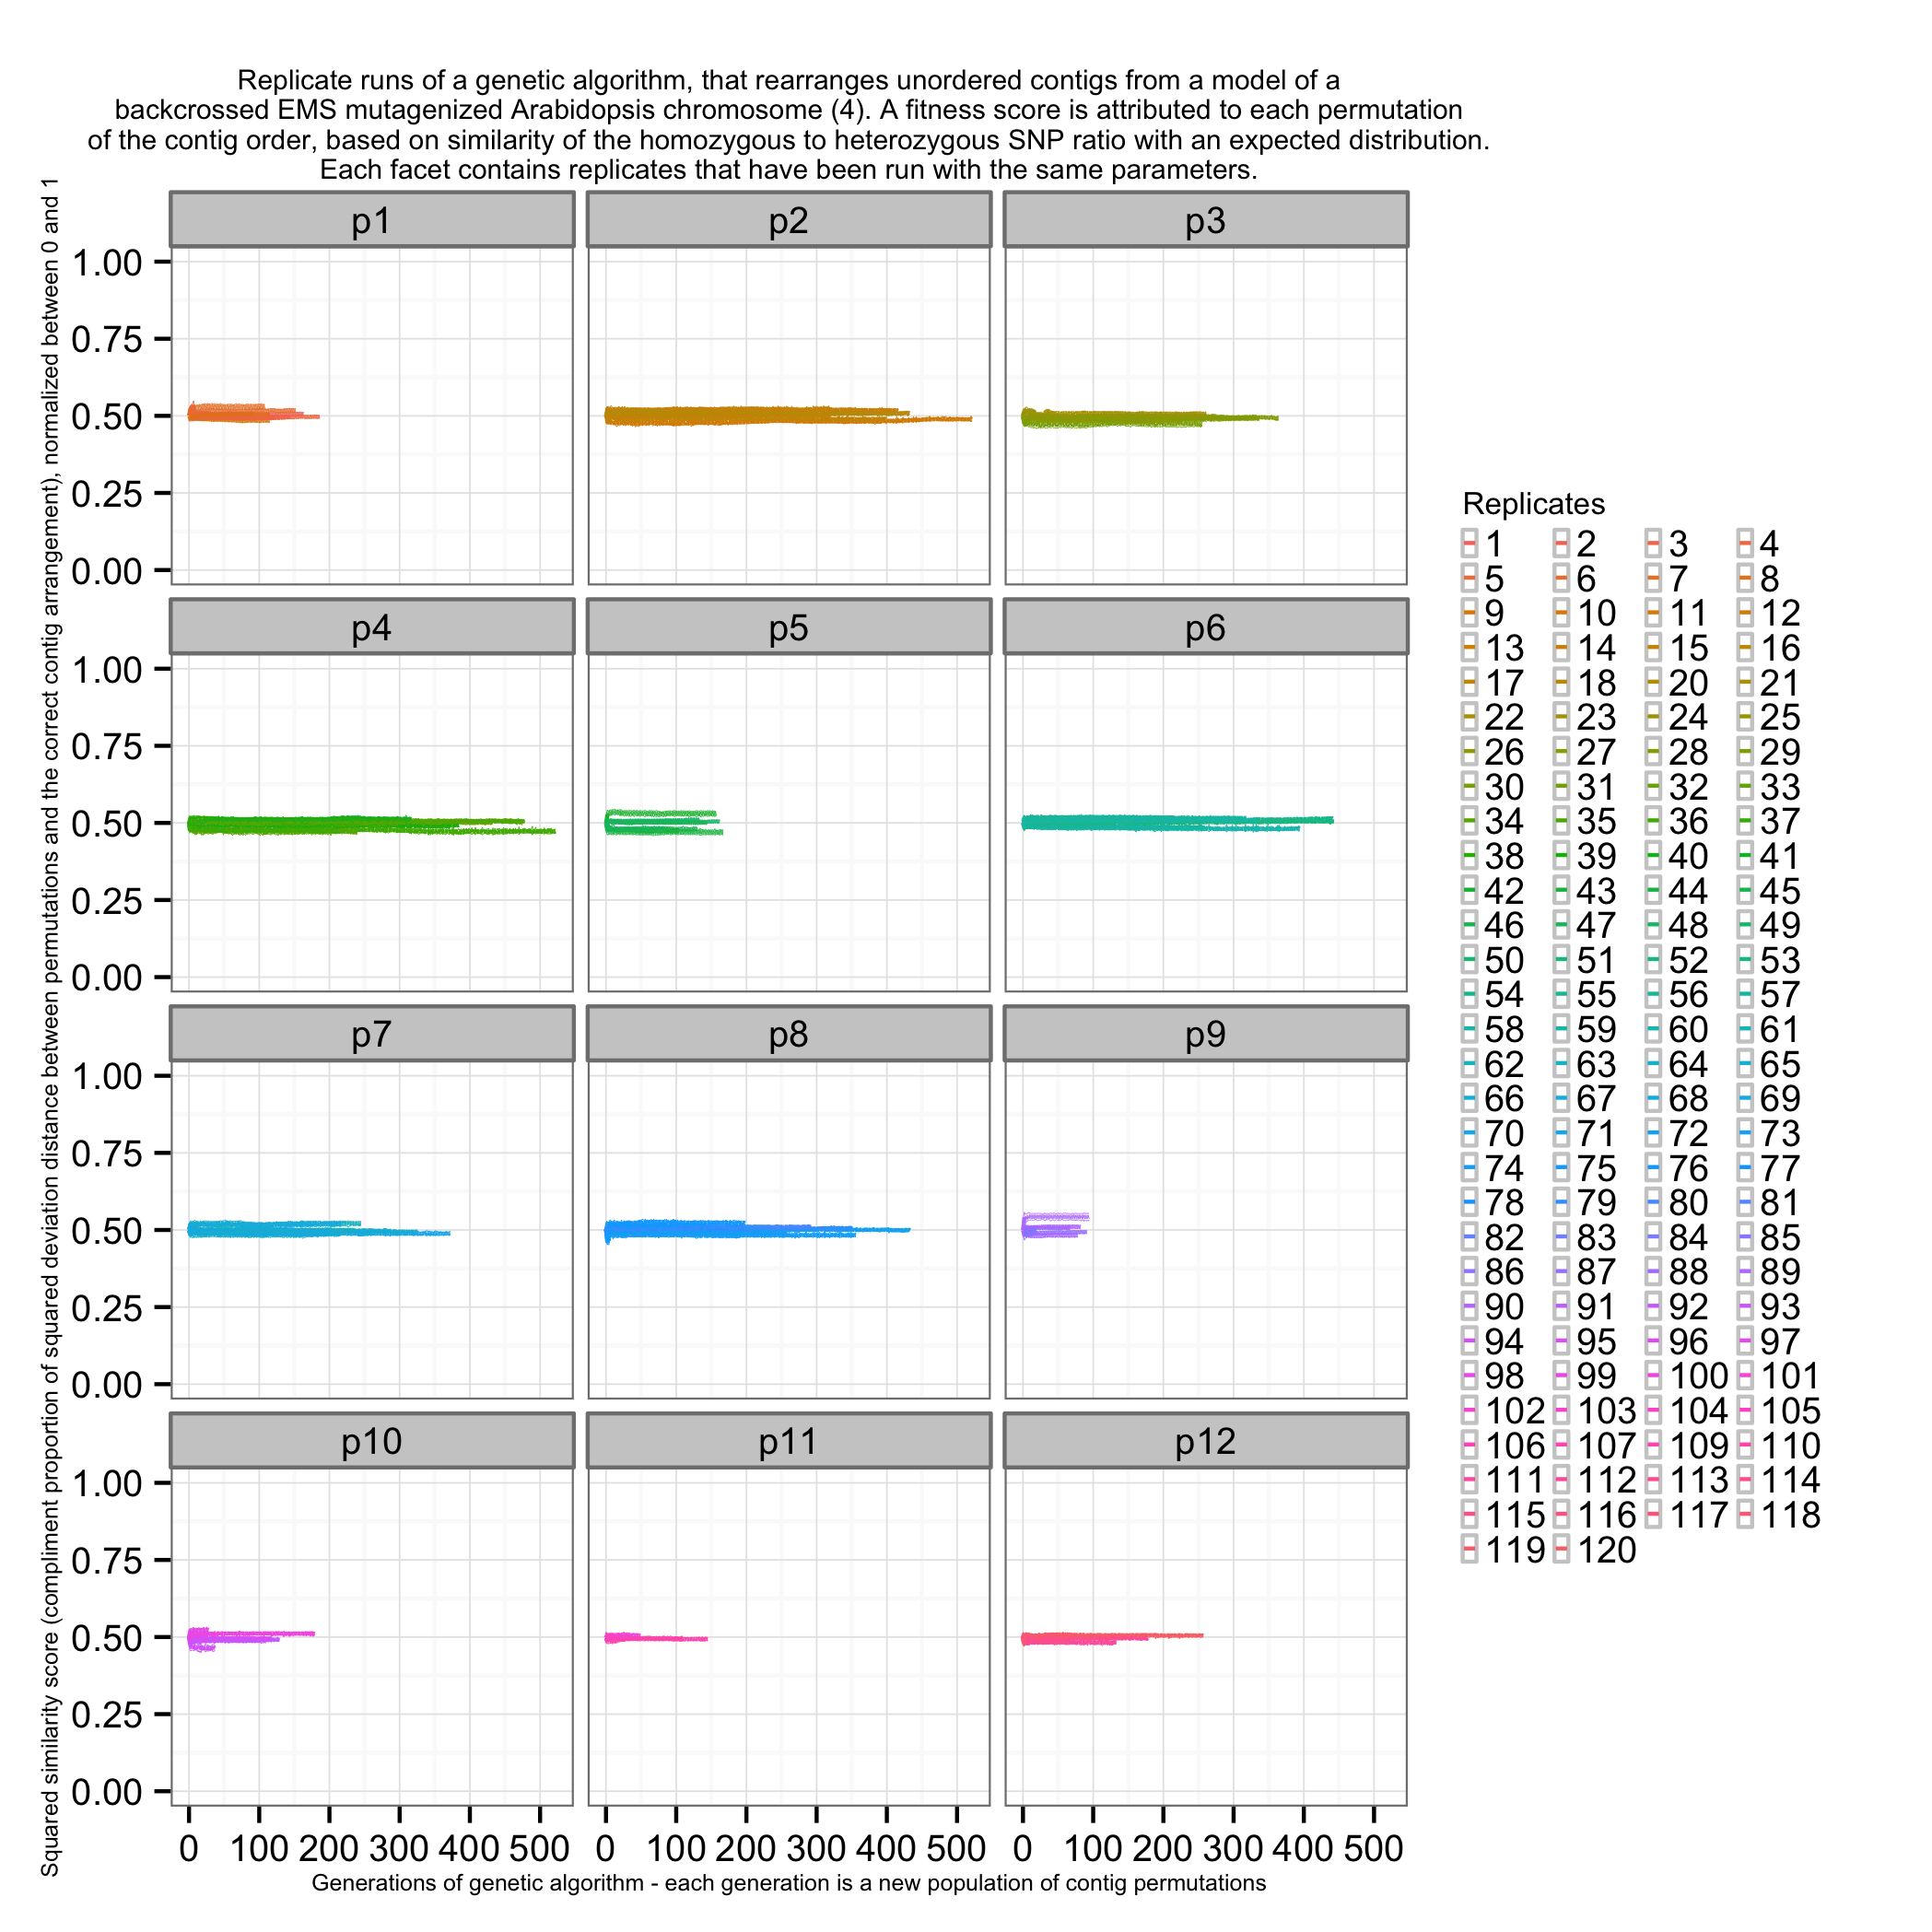 Replicate runs of a genetic algorithm, that rearranges unordered contigs from a model of a
backcrossed EMS mutagenized Arabidopsis chromosome (4). A fitness score is attributed to each permutation
of the contig order, based on similarity of the homozygous to heterozygous SNP ratio with an expected distribution.
Each facet contains replicates that have been run with the same parameters.
Squared similarity score (compliment proportion of squared deviation distance between permutations and the correct contig arrangement), normalized between 0 and 1
p1 p2 p3
1.00
0.75
0.50
0.25
0.00
p4 p5 p6
1.00
0.75
0.50
0.25
0.00
p7 p8 p9
1.00
0.75
0.50
0.25
0.00
p10 p11 p12
1.00
0.75
0.50
0.25
0.00
0 100 200 300 400 500 0 100 200 300 400 500 0 100 200 300 400 500
Generations of genetic algorithm - each generation is a new population of contig permutations
Replicates
1 2 3 4
5 6 7 8
9 10 11 12
13 14 15 16
17 18 20 21
22 23 24 25
26 27 28 29
30 31 32 33
34 35 36 37
38 39 40 41
42 43 44 45
46 47 48 49
50 51 52 53
54 55 56 57
58 59 60 61
62 63 64 65
66 67 68 69
70 71 72 73
74 75 76 77
78 79 80 81
82 83 84 85
86 87 88 89
90 91 92 93
94 95 96 97
98 99 100 101
102 103 104 105
106 107 109 110
111 112 113 114
115 116 117 118
119 120